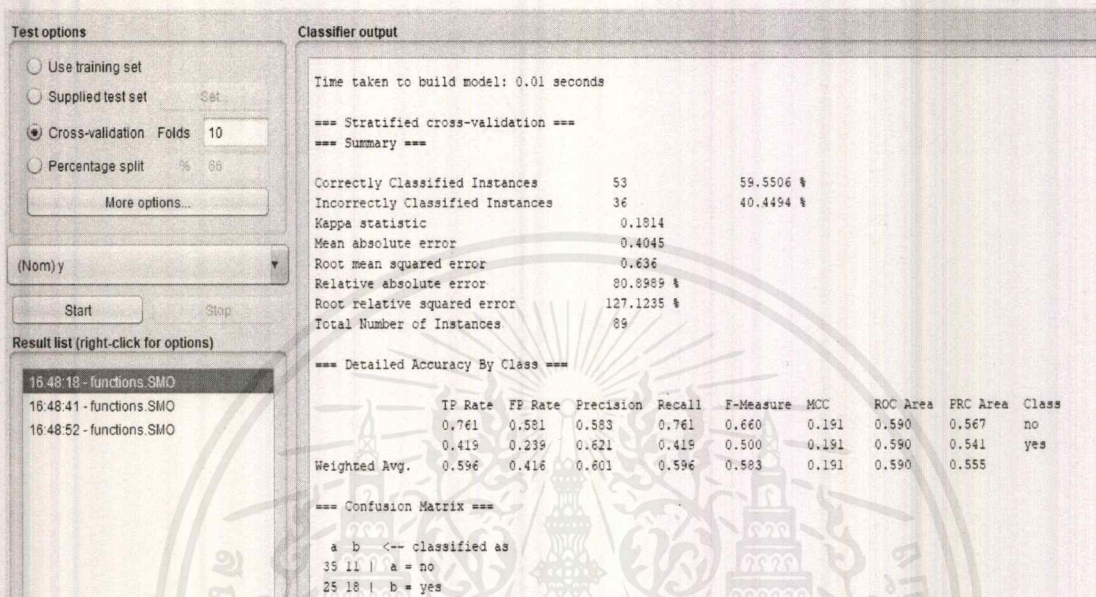 Test options
Use training set
Supplied test set Set...
Cross-validation Folds 10
Percentage split % 66
More options...
(Nom) y
Start Stop
Result list (right-click for options)
16:48:18 - functions.SMO
16:48:41 - functions.SMO
16:48:52 - functions.SMO
Classifier output
Time taken to build model: 0.01 seconds
=== Stratified cross-validation ===
=== Summary ===
Correctly Classified Instances 53 59.5506 %
Incorrectly Classified Instances 36 40.4494 %
Kappa statistic 0.1814
Mean absolute error 0.4045
Root mean squared error 0.636
Relative absolute error 80.8989 %
Root relative squared error 127.1235 %
Total Number of Instances 89
=== Detailed Accuracy By Class ===
TP Rate FP Rate Precision Recall F-Measure MCC ROC Area PRC Area Class
0.761 0.581 0.583 0.761 0.660 0.191 0.590 0.567 no
0.419 0.239 0.621 0.419 0.500 0.191 0.590 0.541 yes
Weighted Avg. 0.596 0.416 0.601 0.596 0.583 0.191 0.590 0.555
=== Confusion Matrix ===
a b <-- classified as
35 11 | a = no
25 18 | b = yes